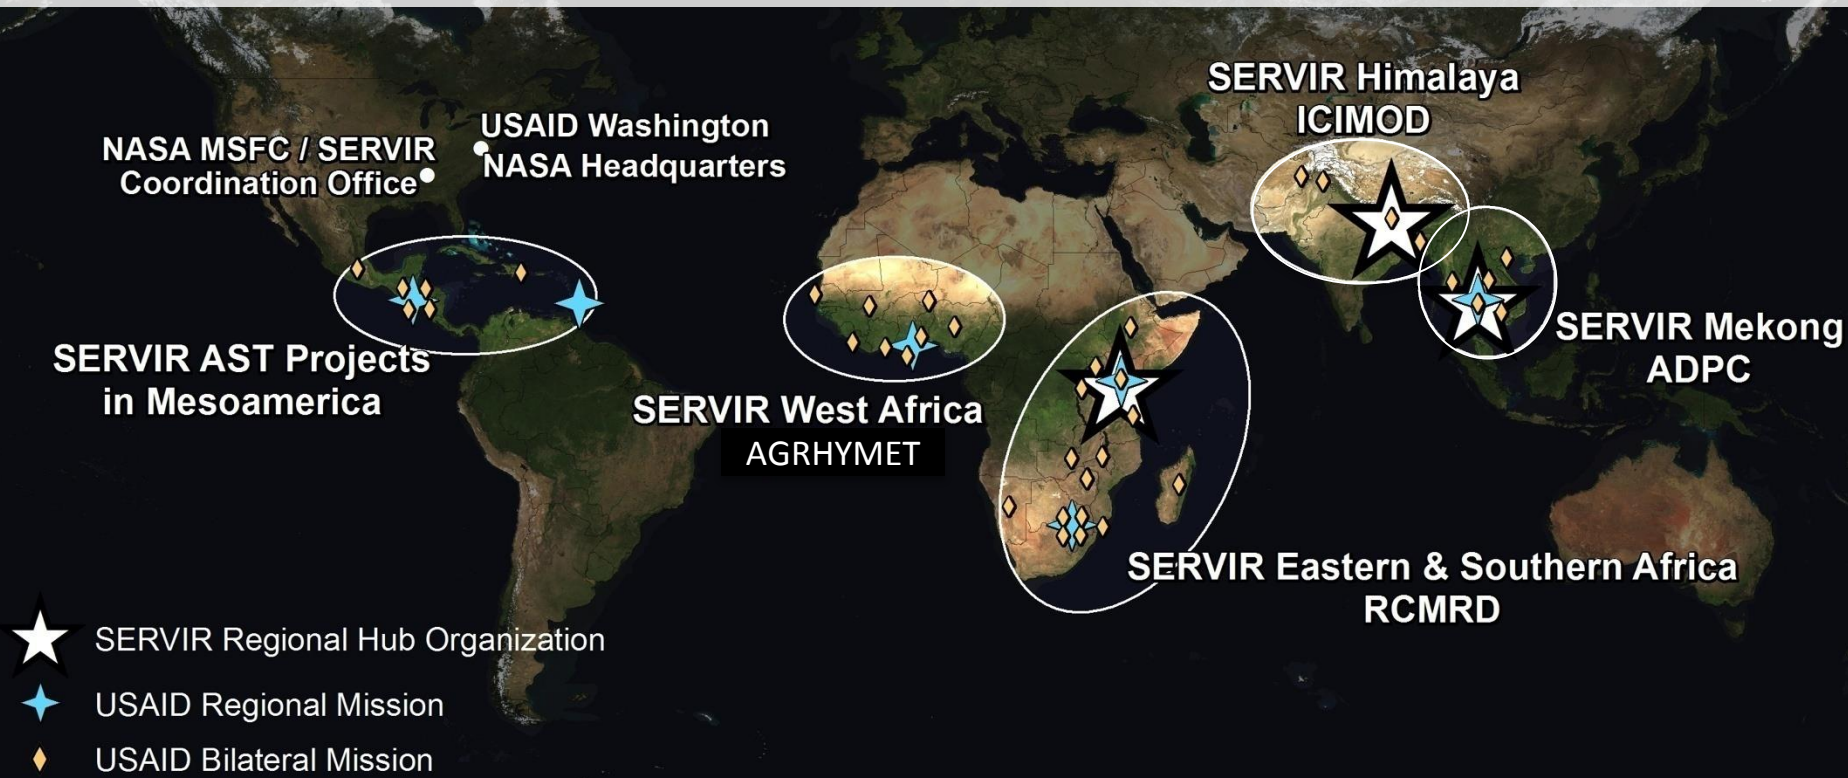 SERVIR Himalaya
ICIMOD
USAID Washington
NASA Headquarters
NASA MSFC / SERVIR
Coordination Office
SERVIR Mekong
ADPC
SERVIR AST Projects
in Mesoamerica
SERVIR West Africa
AGRHYMET
SERVIR Eastern & Southern Africa
RCMRD
SERVIR Regional Hub Organization
USAID Regional Mission
USAID Bilateral Mission